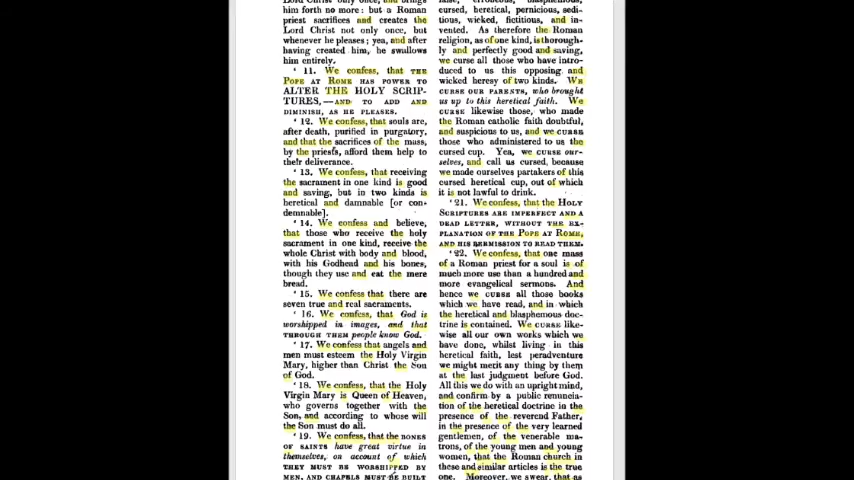 Lord Christ only once, and brings
him forth no more: but a Roman
priest sacrifices and creates the
Lord Christ not only once, but
whenever he pleases; yea, and after
having created him, he swallows
him entirely.
' 11. We confess, that THE
POPE AT ROME HAS POWER TO
ALTER THE HOLY SCRIP-
TURES,—AND TO ADD AND
DIMINISH, AS HE PLEASES.
' 12. We confess, that souls are,
after death, purified in purgatory,
and that the sacrifices of the mass,
by the priests, afford them help to
their deliverance.
' 13. We confess, that receiving
the sacrament in one kind is good
and saving, but in two kinds is
heretical and damnable [or con-
demnable].
' 14. We confess and believe,
that those who receive the holy
sacrament in one kind, receive the
whole Christ with body and blood,
with his Godhead and his bones,
though they use and eat the mere
bread.
' 15. We confess that there are
seven true and real sacraments.
' 16. We confess, that God is
worshipped in images, and that
THROUGH THEM people know God.
' 17. We confess that angels and
men must esteem the Holy Virgin
Mary, higher than Christ the Son
of God.
' 18. We confess, that the Holy
Virgin Mary is Queen of Heaven,
who governs together with the
Son, and according to whose will
the Son must do all.
' 19. We confess, that the BONES
OF SAINTS have great virtue in
themselves, on account of which
THEY MUST BE WORSHIPPED BY
MEN, AND CHAPELS MUST BE BUILT
cursed, heretical, pernicious, sedi-
tious, wicked, fictitious, and in-
vented. As therefore the Roman
religion, as of one kind, is thorough-
ly and perfectly good and saving,
we curse all those who have intro-
duced to us this opposing and
wicked heresy of two kinds. WE
CURSE OUR PARENTS, who brought
us up to this heretical faith. We
CURSE likewise those, who made
the Roman catholic faith doubtful,
and suspicious to us, and we CURSE
those who administered to us the
cursed cup. Yea, we CURSE our-
selves, and call us cursed, because
we made ourselves partakers of this
cursed heretical cup, out of which
it is not lawful to drink.
' 21. We confess, that the HOLY
SCRIPTURES ARE IMPERFECT AND A
DEAD LETTER, WITHOUT THE EX-
PLANATION OF THE POPE AT ROME,
AND HIS PERMISSION TO READ THEM.
' 22. We confess, that one mass
of a Roman priest for a soul is of
much more use than a hundred and
more evangelical sermons. And
hence we CURSE all those books
which we have read, and in which
the heretical and blasphemous doc-
trine is contained. We CURSE like-
wise all our own works which we
have done, whilst living in this
heretical faith, lest peradventure
we might merit any thing by them
at the last judgment before God.
All this we do with an upright mind,
and confirm by a public renuncia-
tion of the heretical doctrine in the
presence of the reverend Father,
in the presence of the very learned
gentlemen, of the venerable ma-
trons, of the young men and young
women, that the Roman church in
these and similar articles is the true
one. Moreover, we swear, that as